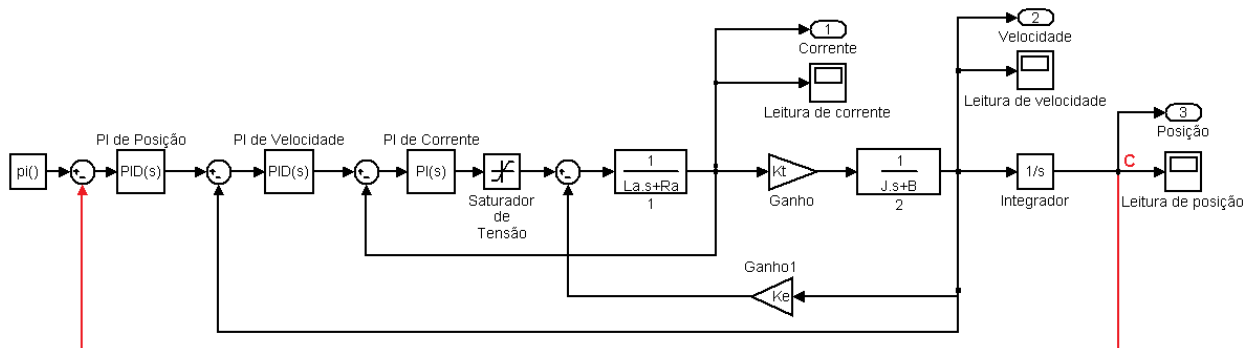 1
Corrente
Leitura de corrente
2
Velocidade
Leitura de velocidade
3
Posição
C
Leitura de posição
pi()
PI de Posição
PID(s)
PI de Velocidade
PID(s)
PI de Corrente
PI(s)
Saturador
de
Tensão
1
La.s+Ra
1
Kt
Ganho
1
J.s+B
2
1/s
Integrador
Ganho1
Ke